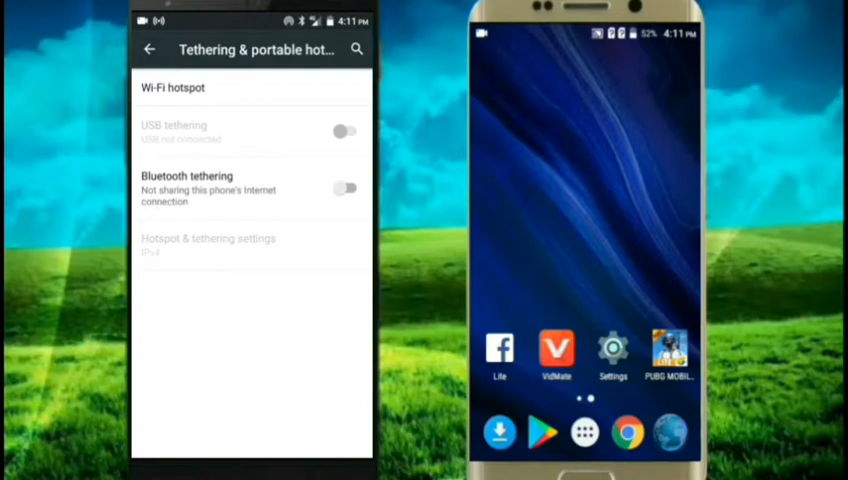 4:11 PM
Tethering & portable hot...
Wi-Fi hotspot
USB tethering
USB not connected
Bluetooth tethering
Not sharing this phone's Internet
connection
Hotspot & tethering settings
IPv4
52% 4:11 PM
Lite
VidMate
Settings
PUBG MOBIL..